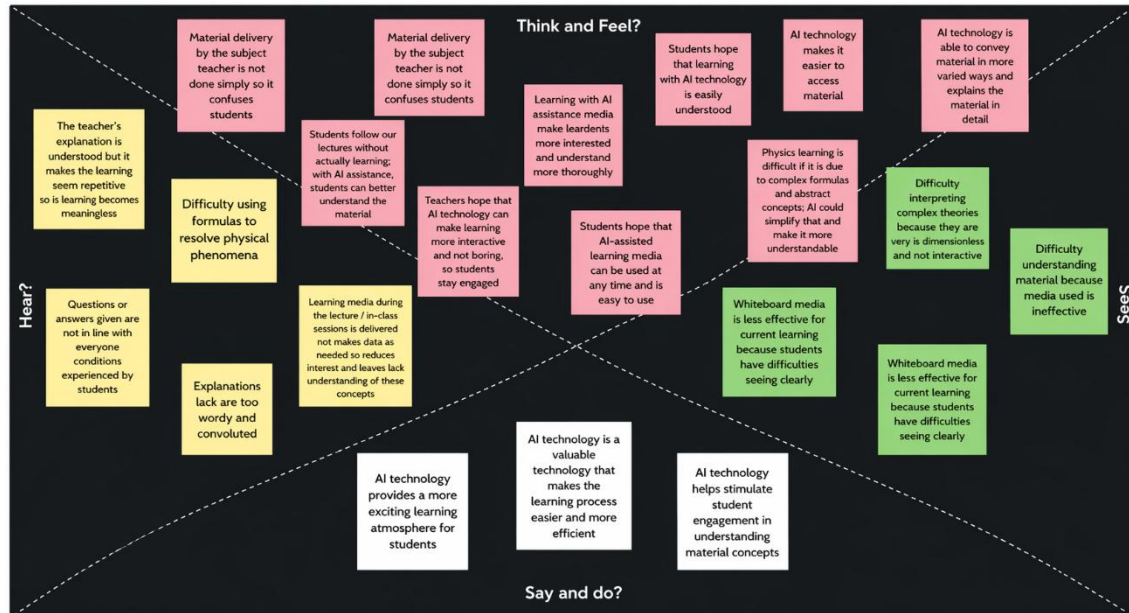 Think and Feel?
Material delivery
by the subject
teacher is not
done simply so it
confuses
students
Material delivery
by the subject
teacher is not
done simply so it
confuses students
Students hope
that learning
with AI technology
is easily
understood
AI technology
makes it
easier to
access
material
AI technology is
able to convey
material in more
varied ways and
explains the
material in
detail
Learning with AI
assistance media
make leardents
more interested
and understand
more thoroughly
Students follow our
lectures without
actually learning;
with AI assistance,
students can better
understand the
material
Teachers hope that
AI technology can
make learning
more interactive
and not boring,
so students
stay engaged
Students hope that
AI-assisted
learning media
can be used at
any time and is
easy to use
Physics learning is
difficult if it is due
to complex formulas
and abstract
concepts; AI could
simplify that and
make it more
understandable
Hear?
The teacher's
explanation is
understood but it
makes the learning
seem repetitive
so is learning becomes
meaningless
Difficulty using
formulas to
resolve physical
phenomena
Questions or
answers given are
not in line with
everyone
conditions
experienced by
students
Explanations
lack are too
wordy and
convoluted
Learning media during
the lecture / in-class
sessions is delivered
not makes data as
needed so reduces
interest and leaves lack
understanding of these
concepts
SeeS
Difficulty
interpreting
complex theories
because they are
very is dimensionless
and not interactive
Difficulty
understanding
material because
media used is
ineffective
Whiteboard media
is less effective for
current learning
because students
have difficulties
seeing clearly
Whiteboard media
is less effective for
current learning
because students
have difficulties
seeing clearly
AI technology
provides a more
exciting learning
atmosphere for
students
AI technology is a
valuable
technology that
makes the
learning process
easier and more
efficient
AI technology
helps stimulate
student
engagement in
understanding
material concepts
Say and do?